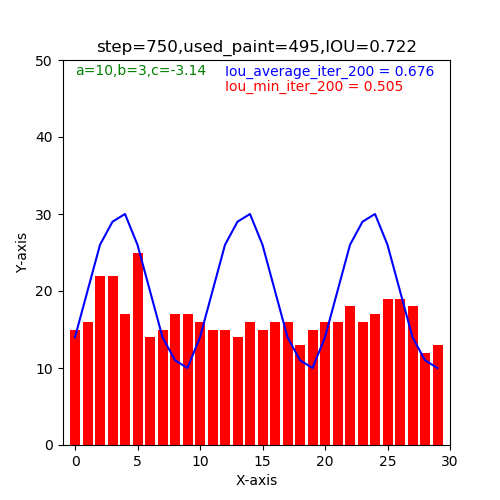 step=750,used_paint=495,IOU=0.722
a=10,b=3,c=-3.14
Iou_average_iter_200 = 0.676
Iou_min_iter_200 = 0.505
50
40
30
20
10
0
Y-axis
0 5 10 15 20 25 30
X-axis